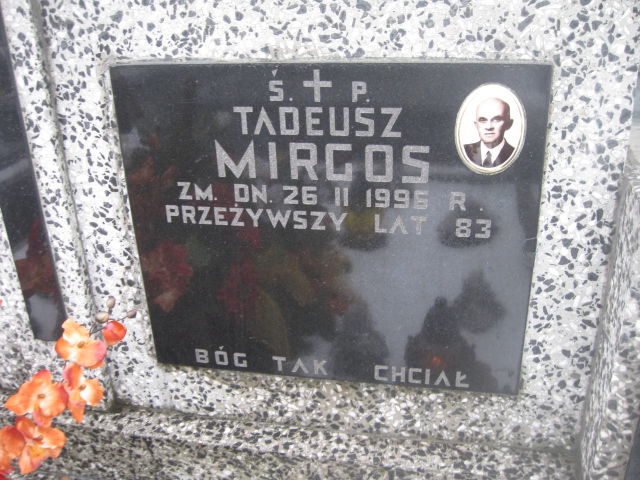 Ś. + P.
TADEUSZ
MIRGOS
ZM. DN. 26 II 1996 R.
PRZEŻYWSZY LAT 83
BÓG TAK CHCIAŁ